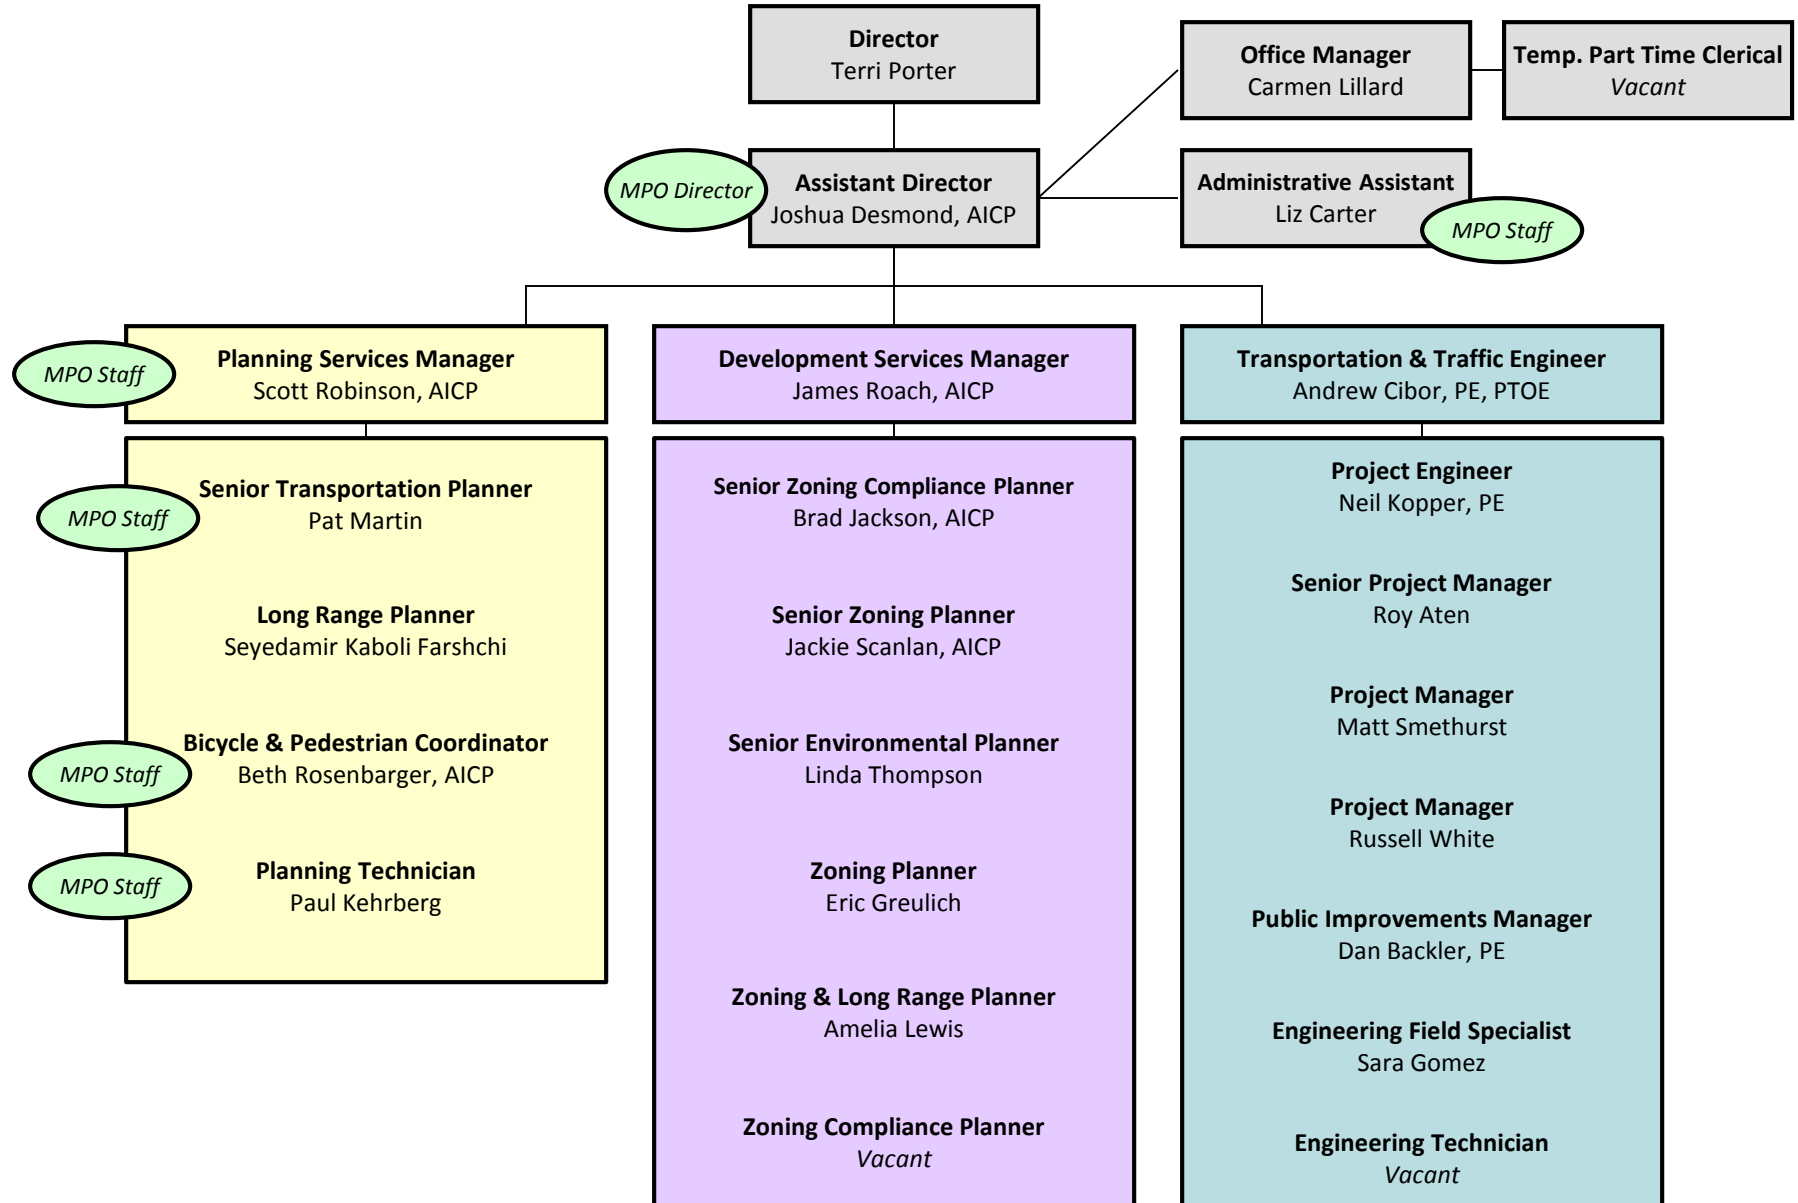 Director
Terri Porter
Office Manager
Carmen Lillard
Temp. Part Time Clerical
Vacant
MPO Director
Assistant Director
Joshua Desmond, AICP
Administrative Assistant
Liz Carter
MPO Staff
MPO Staff
Planning Services Manager
Scott Robinson, AICP
MPO Staff
Senior Transportation Planner
Pat Martin
Long Range Planner
Seyedamir Kaboli Farshchi
MPO Staff
Bicycle & Pedestrian Coordinator
Beth Rosenbarger, AICP
MPO Staff
Planning Technician
Paul Kehrberg
Development Services Manager
James Roach, AICP
Senior Zoning Compliance Planner
Brad Jackson, AICP
Senior Zoning Planner
Jackie Scanlan, AICP
Senior Environmental Planner
Linda Thompson
Zoning Planner
Eric Greulich
Zoning & Long Range Planner
Amelia Lewis
Zoning Compliance Planner
Vacant
Transportation & Traffic Engineer
Andrew Cibor, PE, PTOE
Project Engineer
Neil Kopper, PE
Senior Project Manager
Roy Aten
Project Manager
Matt Smethurst
Project Manager
Russell White
Public Improvements Manager
Dan Backler, PE
Engineering Field Specialist
Sara Gomez
Engineering Technician
Vacant